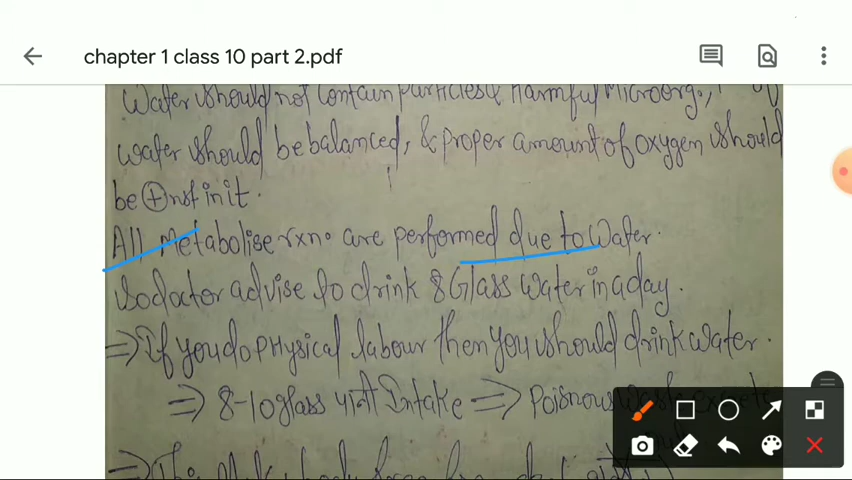 chapter 1 class 10 part 2.pdf
Water should not contain particles & harmful microorg.,
water should be balanced, & proper amount of oxygen should
be ⊕nst in it.
All Metabolise rxn. are performed due to Water.
So doctor advise to drink 8 Glass Water in a day.
⇒ If you do PHysical labour then you should drink water.
⇒ 8-10 glass पानी Intake ⇒ Poisnous Waste
⇒